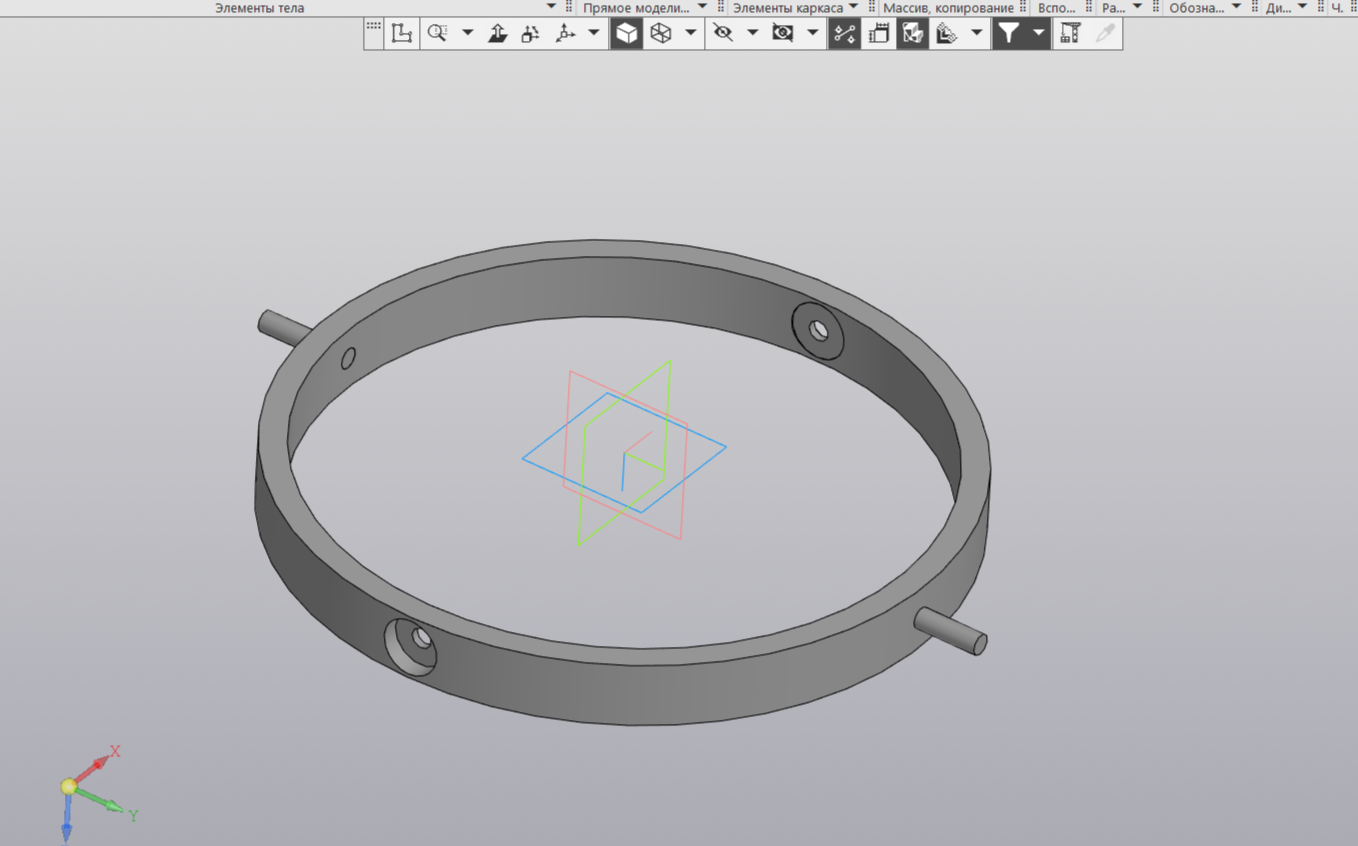 Элементы тела Прямое модели... Элементы каркаса Массив, копирование Вспо... Ра... Обозна... Ди... Ч.
X
Y